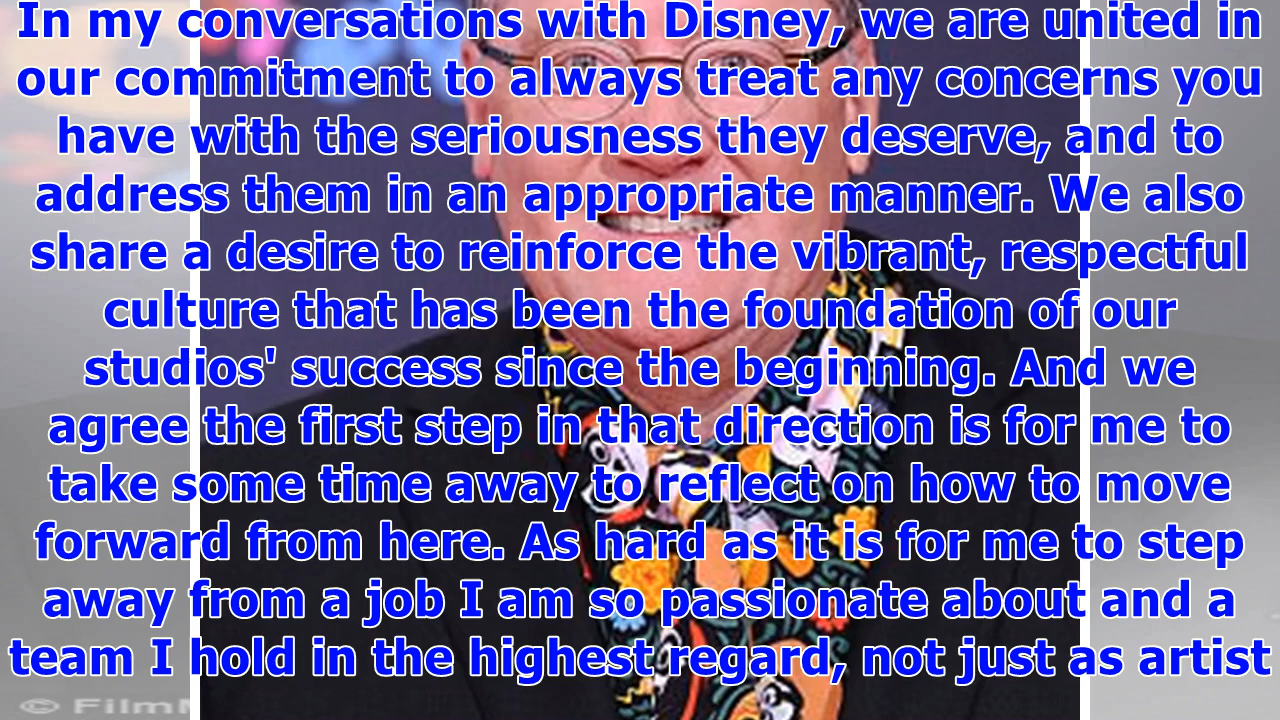 In my conversations with Disney, we are united in
our commitment to always treat any concerns you
have with the seriousness they deserve, and to
address them in an appropriate manner. We also
share a desire to reinforce the vibrant, respectful
culture that has been the foundation of our
studios' success since the beginning. And we
agree the first step in that direction is for me to
take some time away to reflect on how to move
forward from here. As hard as it is for me to step
away from a job I am so passionate about and a
team I hold in the highest regard, not just as artist